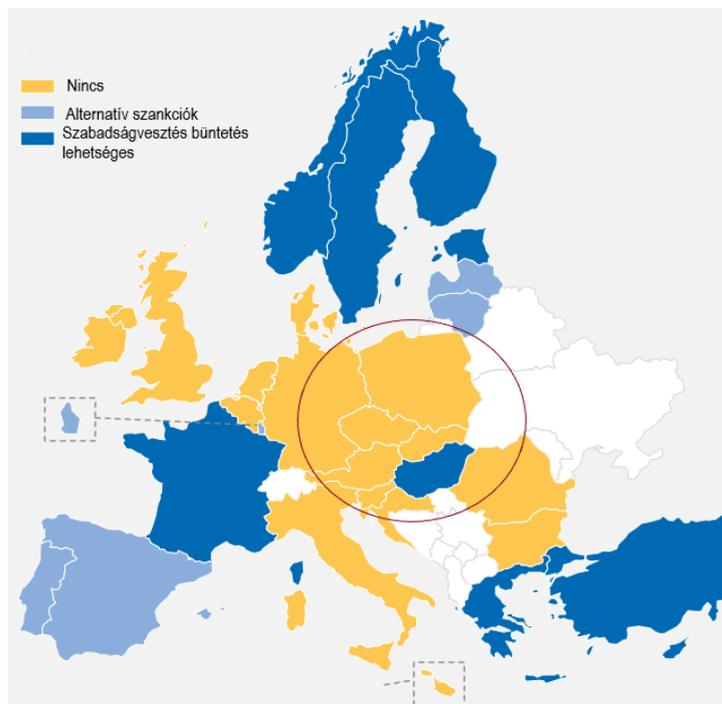 Nincs
Alternatív szankciók
Szabadságvesztés büntetés
lehetséges